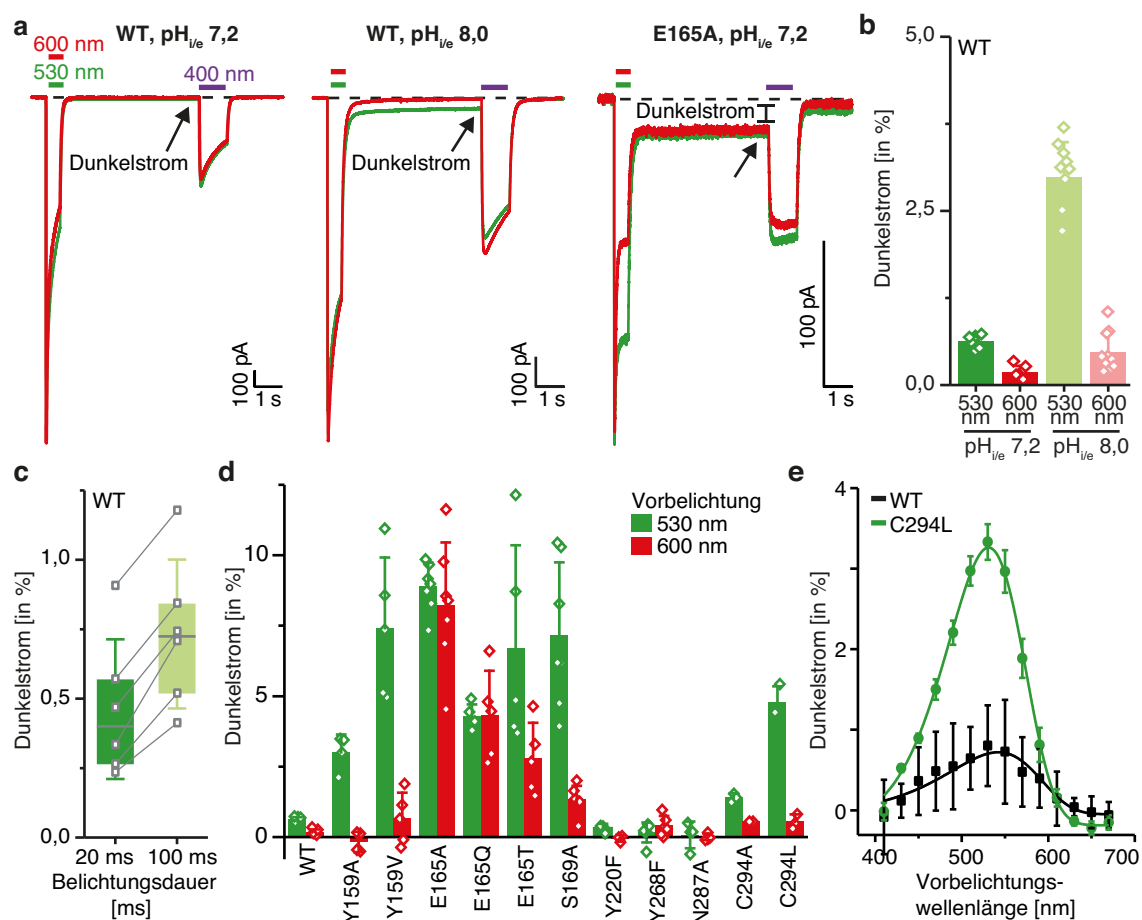 a
WT, pHi/e 7,2
600 nm
530 nm
400 nm
Dunkelstrom
100 pA
1 s
WT, pHi/e 8,0
Dunkelstrom
100 pA
1 s
E165A, pHi/e 7,2
Dunkelstrom
100 pA
1 s
b
WT
Dunkelstrom [in %]
5,0
2,5
0,0
530 nm
600 nm
530 nm
600 nm
pHi/e 7,2
pHi/e 8,0
c
WT
Dunkelstrom [in %]
1,0
0,5
0,0
20 ms
100 ms
Belichtungsdauer
[ms]
d
Dunkelstrom [in %]
10
5
0
Vorbelichtung
530 nm
600 nm
WT
Y159A
Y159V
E165A
E165Q
E165T
S169A
Y220F
Y268F
N287A
C294A
C294L
e
WT
C294L
Dunkelstrom [in %]
4
2
0
400
500
600
700
Vorbelichtungs-
wellenlänge [nm]